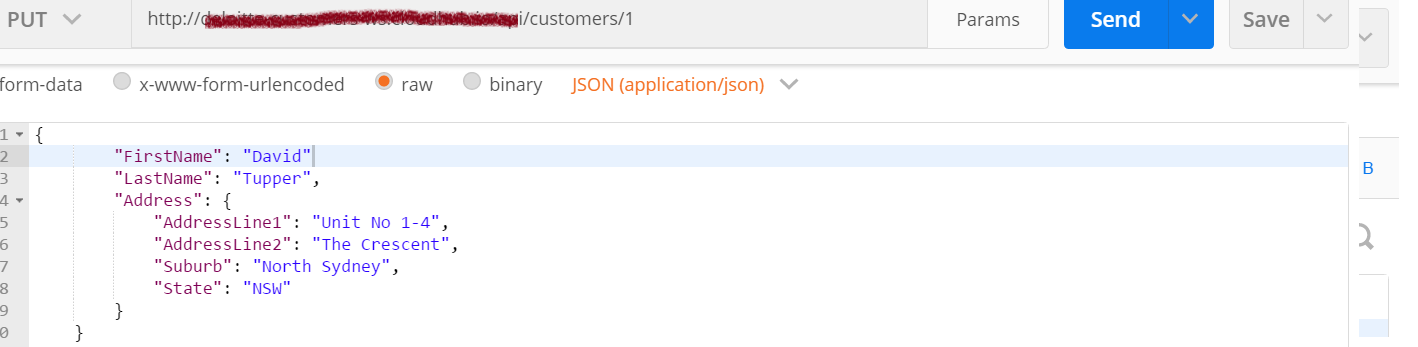 PUT
http://
i/customers/1
Params
Send
Save
form-data
x-www-form-urlencoded
raw
binary
JSON (application/json)
1 {
2 "FirstName": "David"
3 "LastName": "Tupper",
4 "Address": {
5 "AddressLine1": "Unit No 1-4",
6 "AddressLine2": "The Crescent",
7 "Suburb": "North Sydney",
8 "State": "NSW"
9 }
0 }
B